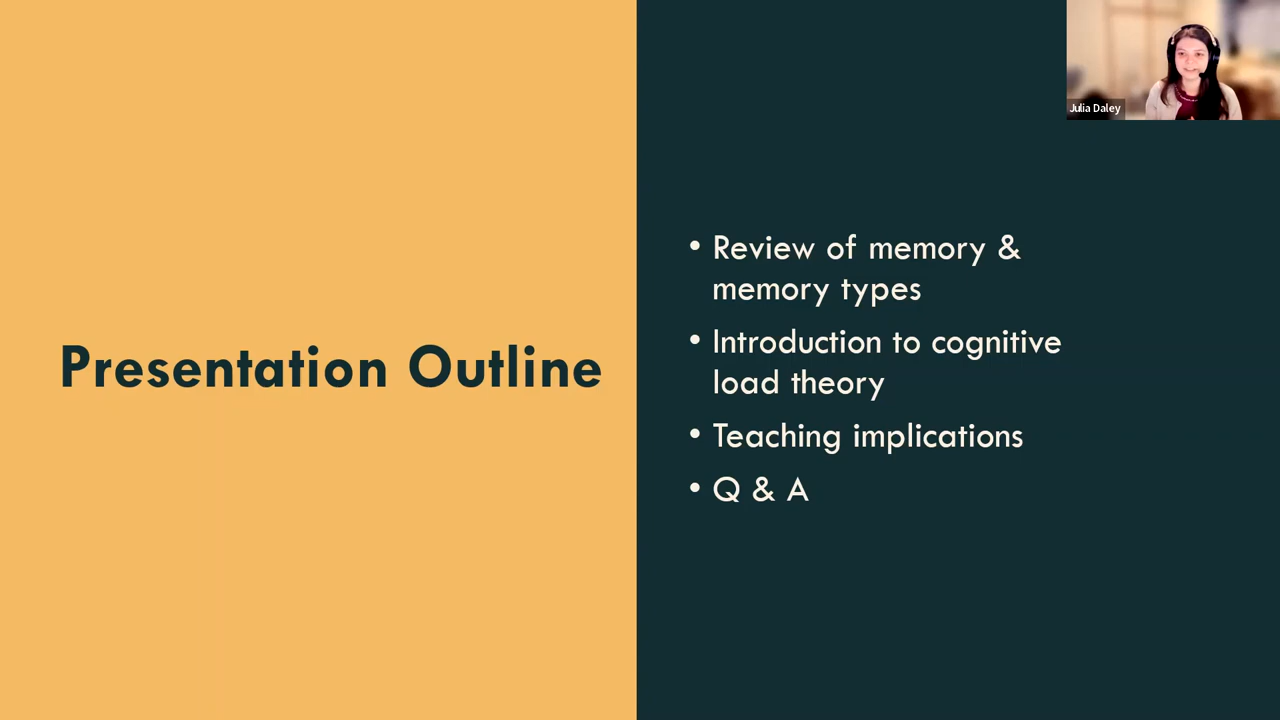 Julia Daley
Presentation Outline
• Review of memory &
memory types
• Introduction to cognitive
load theory
• Teaching implications
• Q & A